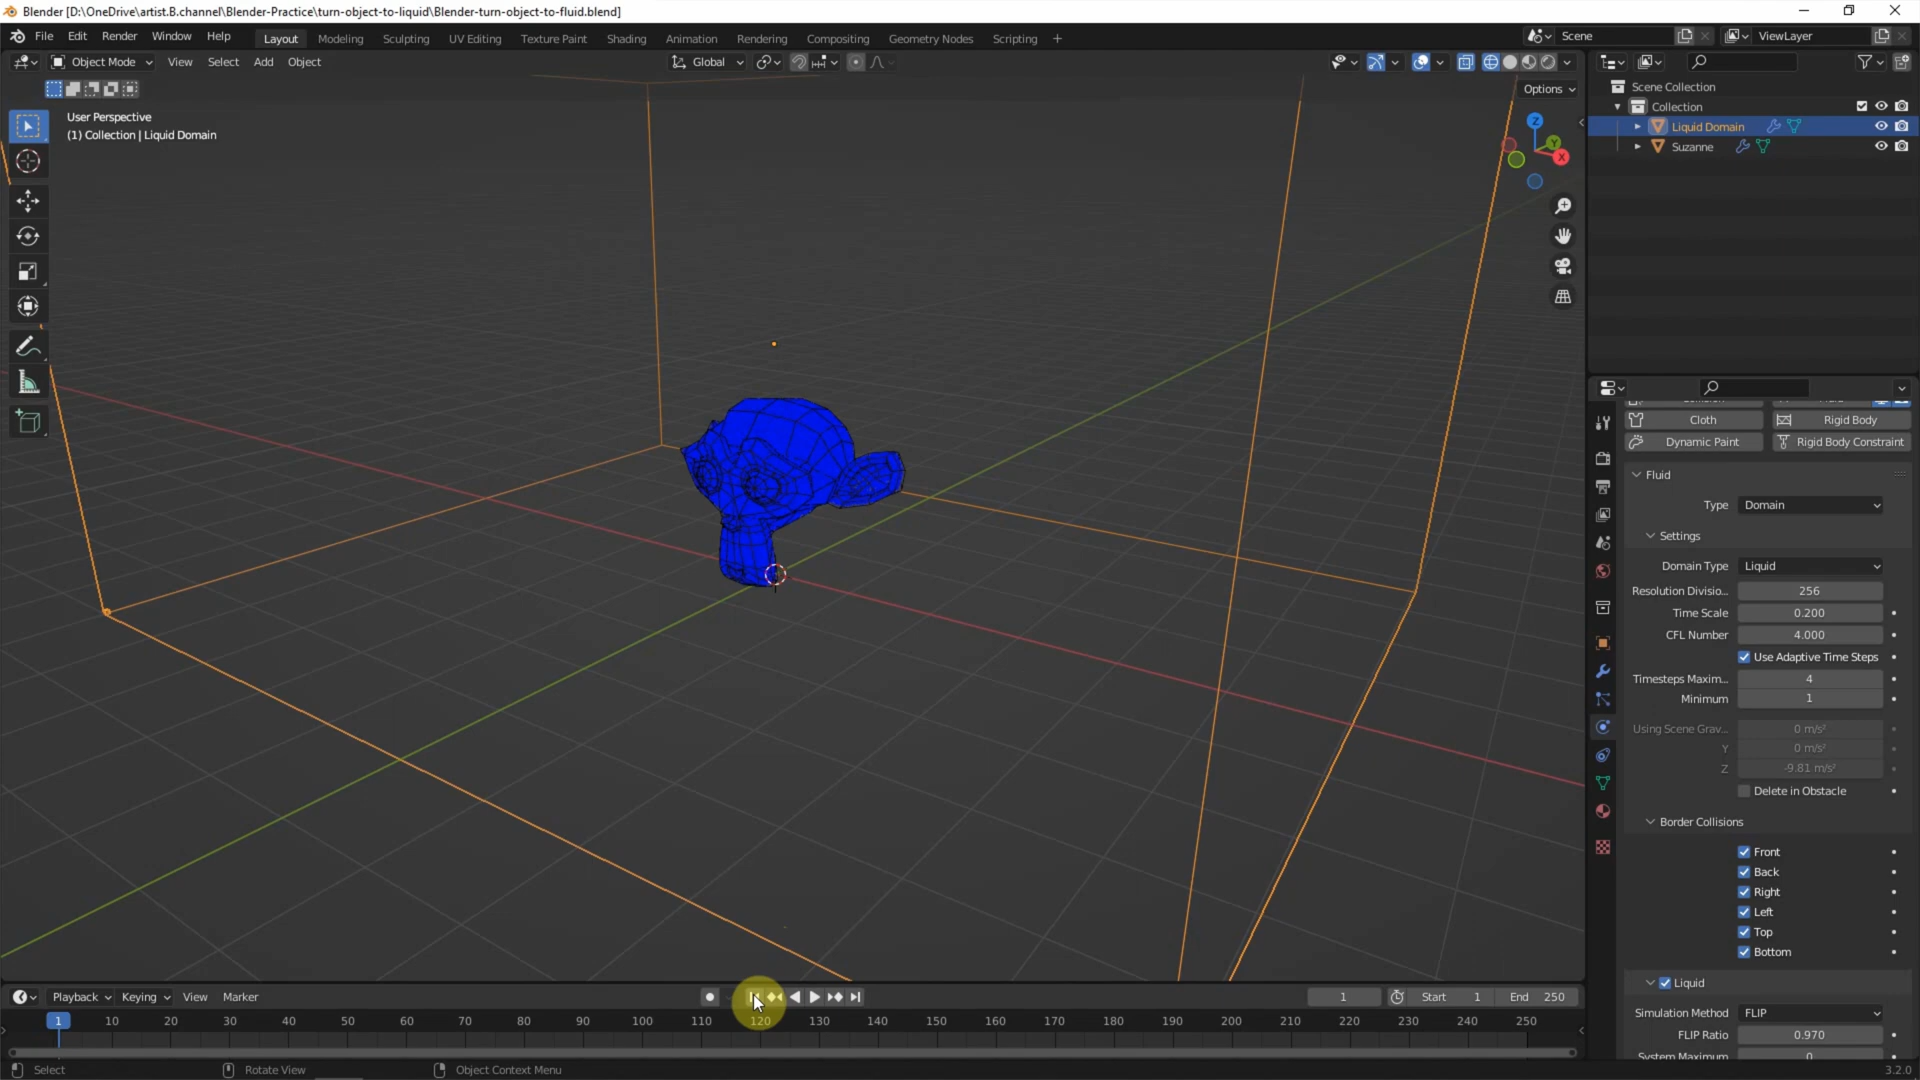 Blender [D:\OneDrive\artist.B.channel\Blender-Practice\turn-object-to-liquid\Blender-turn-object-to-fluid.blend]
File Edit Render Window Help Layout Modeling Sculpting UV Editing Texture Paint Shading Animation Rendering Compositing Geometry Nodes Scripting + Scene ViewLayer
Object Mode View Select Add Object Global
Options
User Perspective
(1) Collection | Liquid Domain
Z
Y
X
Scene Collection
Collection
Liquid Domain
Suzanne
Cloth Rigid Body
Dynamic Paint Rigid Body Constraint
Fluid
Type Domain
Settings
Domain Type Liquid
Resolution Divisio... 256
Time Scale 0.200
CFL Number 4.000
Use Adaptive Time Steps
Timesteps Maxim... 4
Minimum 1
Using Scene Grav... 0 m/s²
Y 0 m/s²
Z -9.81 m/s²
Delete in Obstacle
Border Collisions
Front
Back
Right
Left
Top
Bottom
Liquid
Simulation Method FLIP
FLIP Ratio 0.970
System Maximum 0
Playback Keying View Marker 1 Start 1 End 250
1 10 20 30 40 50 60 70 80 90 100 110 120 130 140 150 160 170 180 190 200 210 220 230 240 250
Select Rotate View Object Context Menu 3.2.0